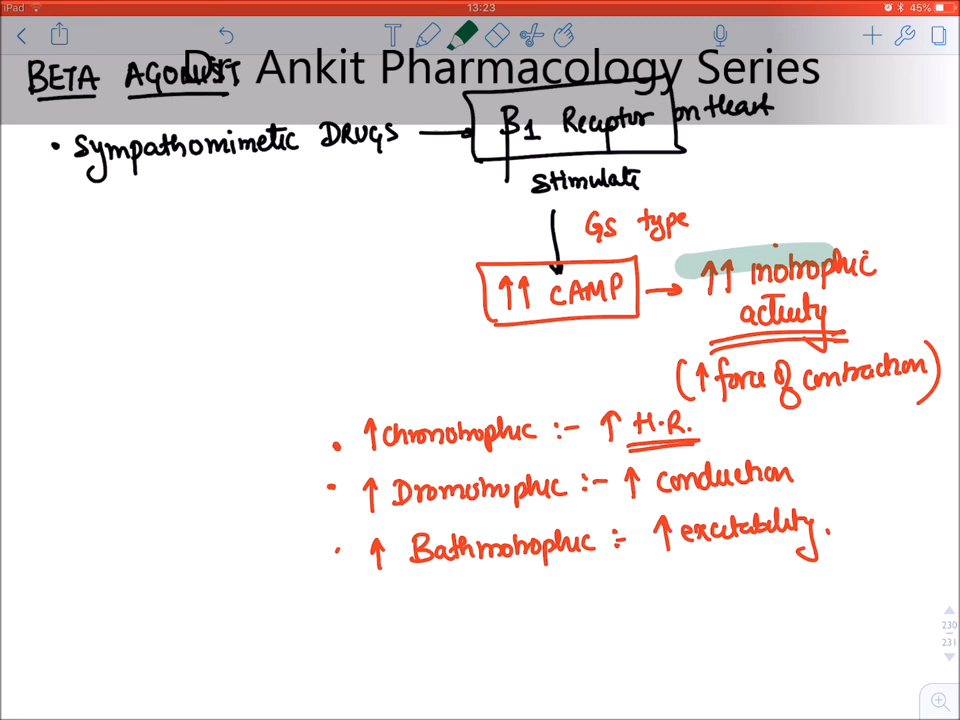 iPad 13:23 45%
Dr. Ankit Pharmacology Series
BETA AGONIST
• Sympathomimetic DRUGS → B1 Receptor on Heart
stimulate
Gs type
↑↑ cAMP → ↑↑ inotrophic
activity
(↑ force of contraction)
• ↑ chronotrophic :- ↑ H.R.
• ↑ Dromotrophic :- ↑ conduction
• ↑ Bathmotrophic :- ↑ excitability.
230
231